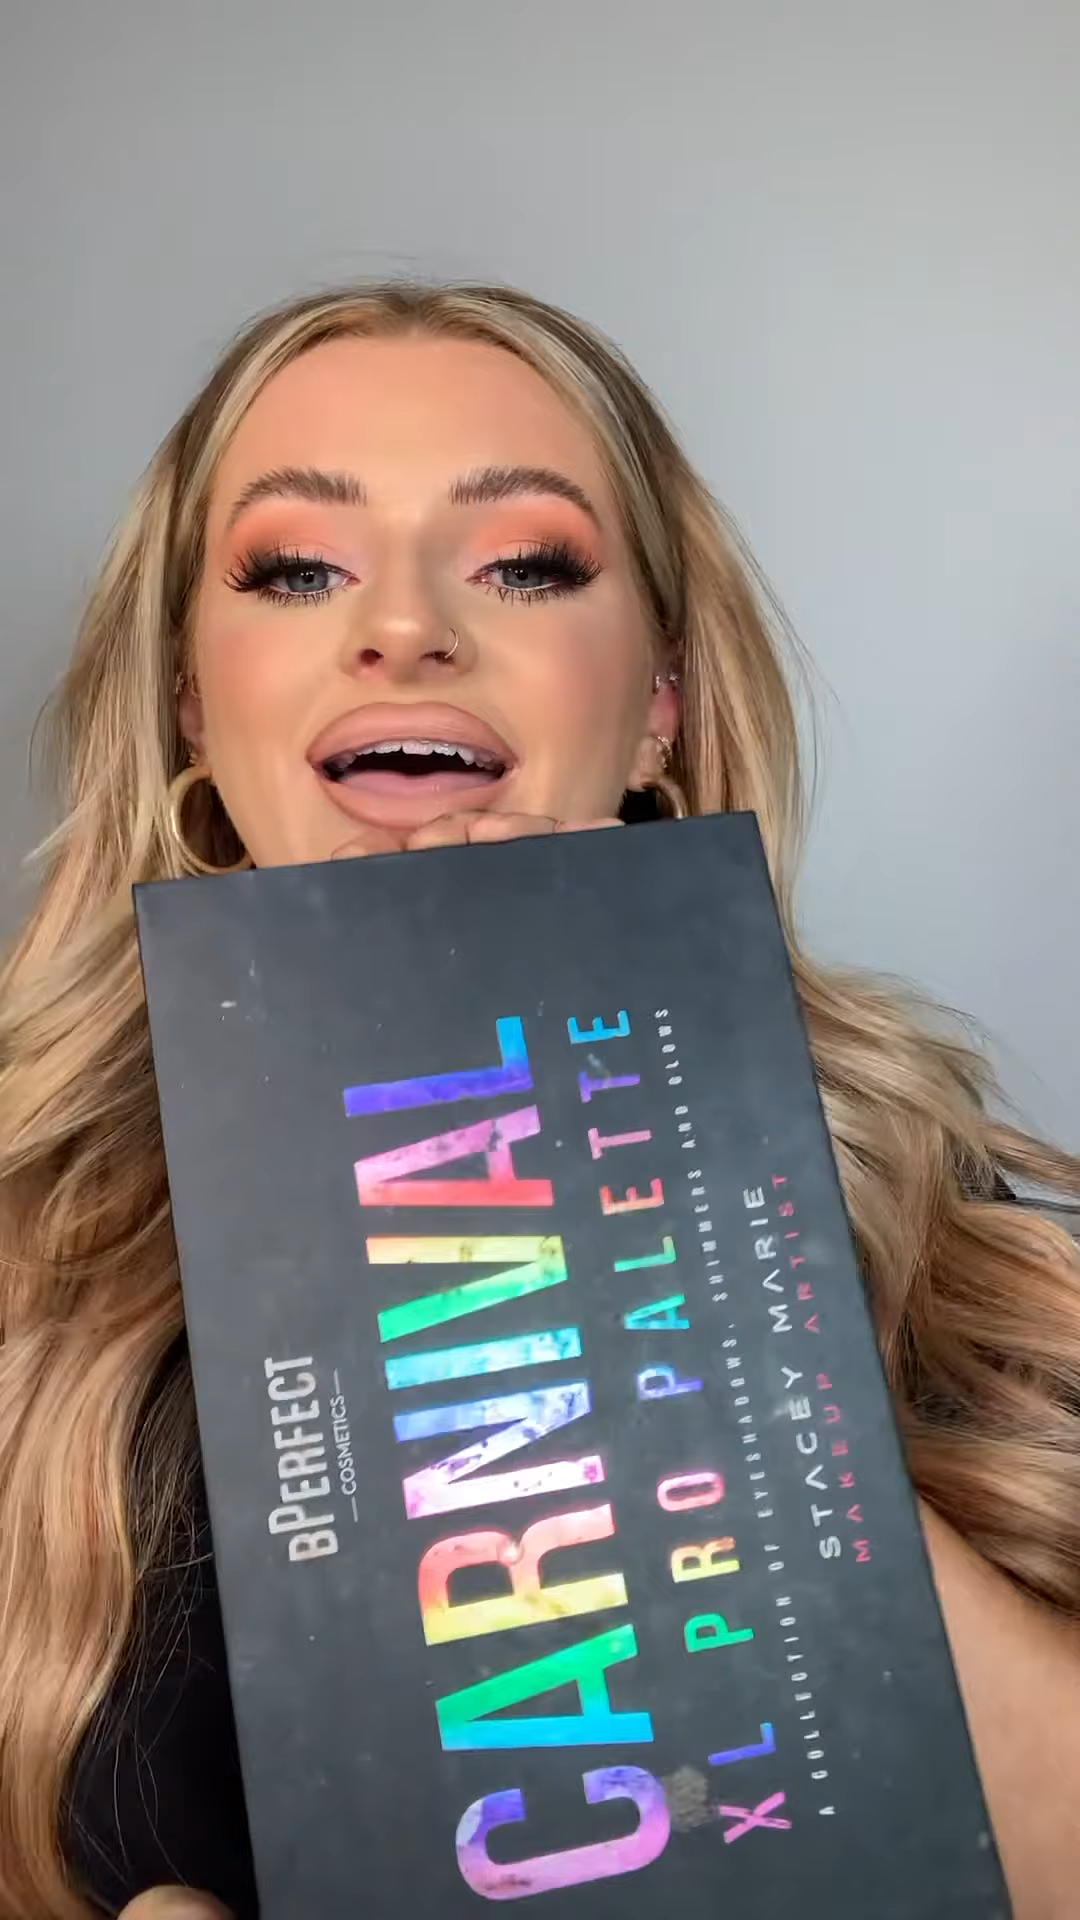 BPERFECT
COSMETICS
CARNIVAL
XL PRO PALETTE
A COLLECTION OF EYESHADOWS, SHIMMERS AND GLOWS
STACEY MARIE
MAKEUP ARTIST